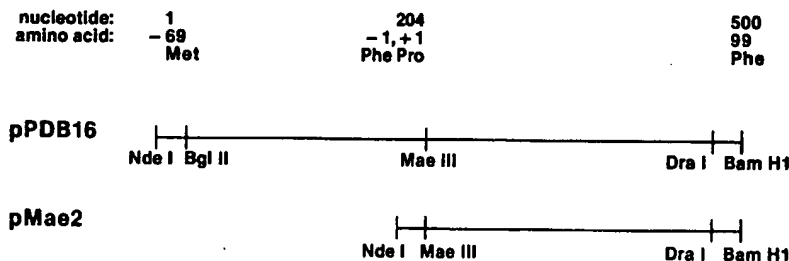 nucleotide: 1 204 500
amino acid: -69 -1, +1 99
Met Phe Pro Phe
pPDB16
Nde I Bgl II Mae III Dra I Bam H1
pMae2
Nde I Mae III Dra I Bam H1